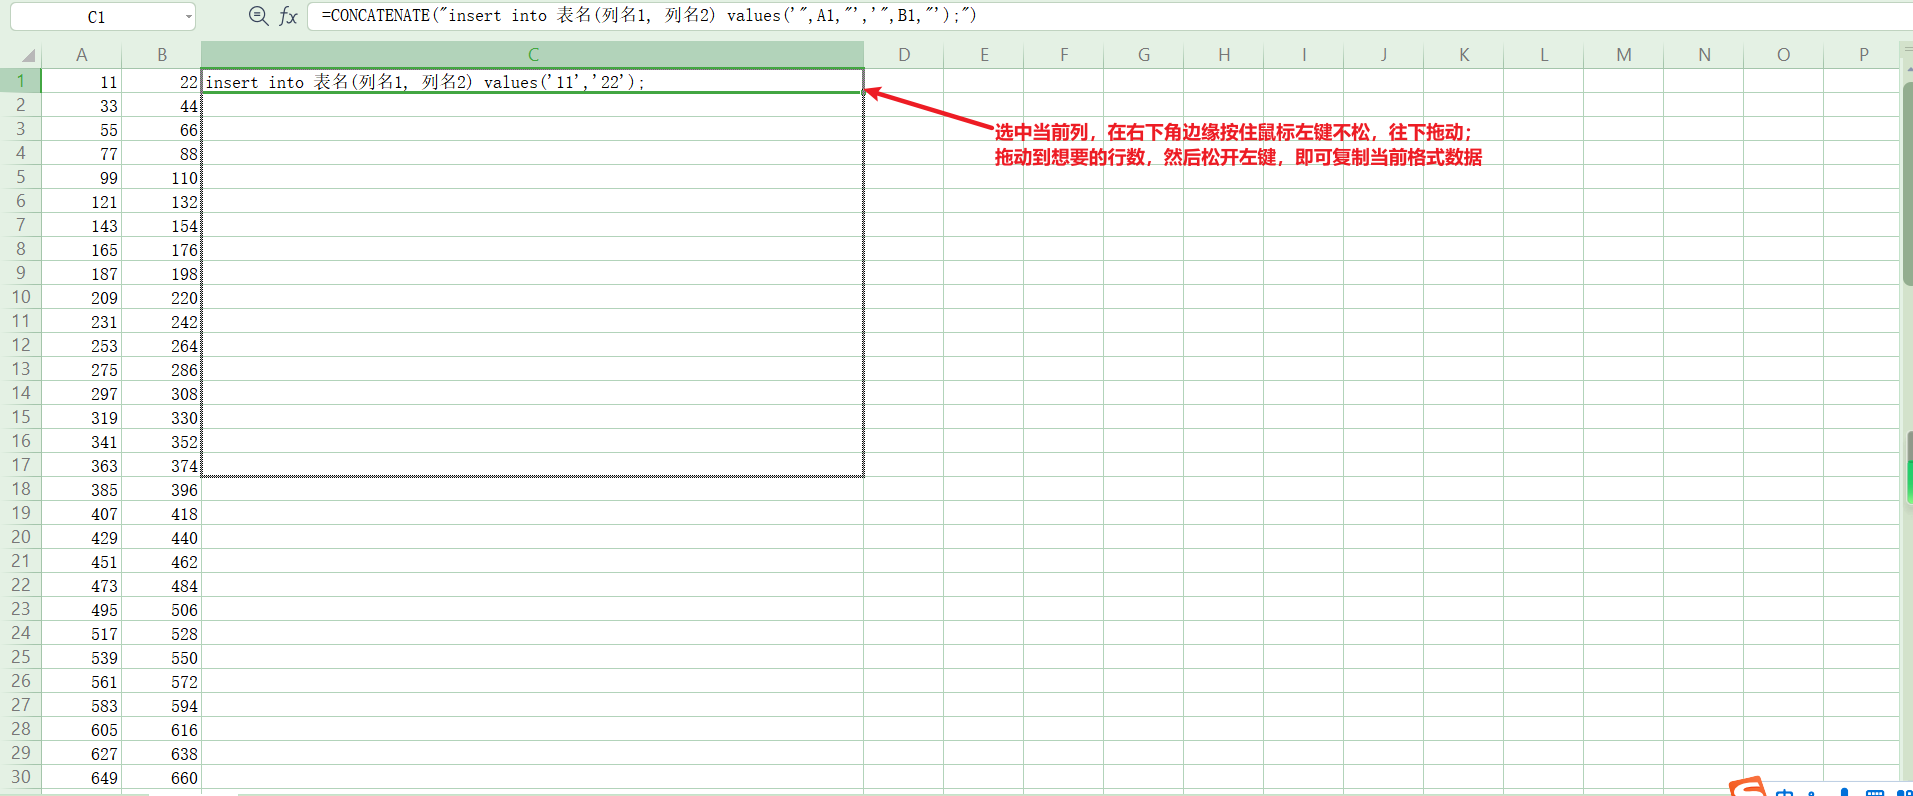 C1 fx =CONCATENATE("insert into 表名(列名1, 列名2) values('",A1,"','",B1,"');")
A B C D E F G H I J K L M N O P
1 11 22 insert into 表名(列名1, 列名2) values('11','22');
2 33 44
3 55 66
选中当前列，在右下角边缘按住鼠标左键不松，往下拖动；
4 77 88
拖动到想要的行数，然后松开左键，即可复制当前格式数据
5 99 110
6 121 132
7 143 154
8 165 176
9 187 198
10 209 220
11 231 242
12 253 264
13 275 286
14 297 308
15 319 330
16 341 352
17 363 374
18 385 396
19 407 418
20 429 440
21 451 462
22 473 484
23 495 506
24 517 528
25 539 550
26 561 572
27 583 594
28 605 616
29 627 638
30 649 660